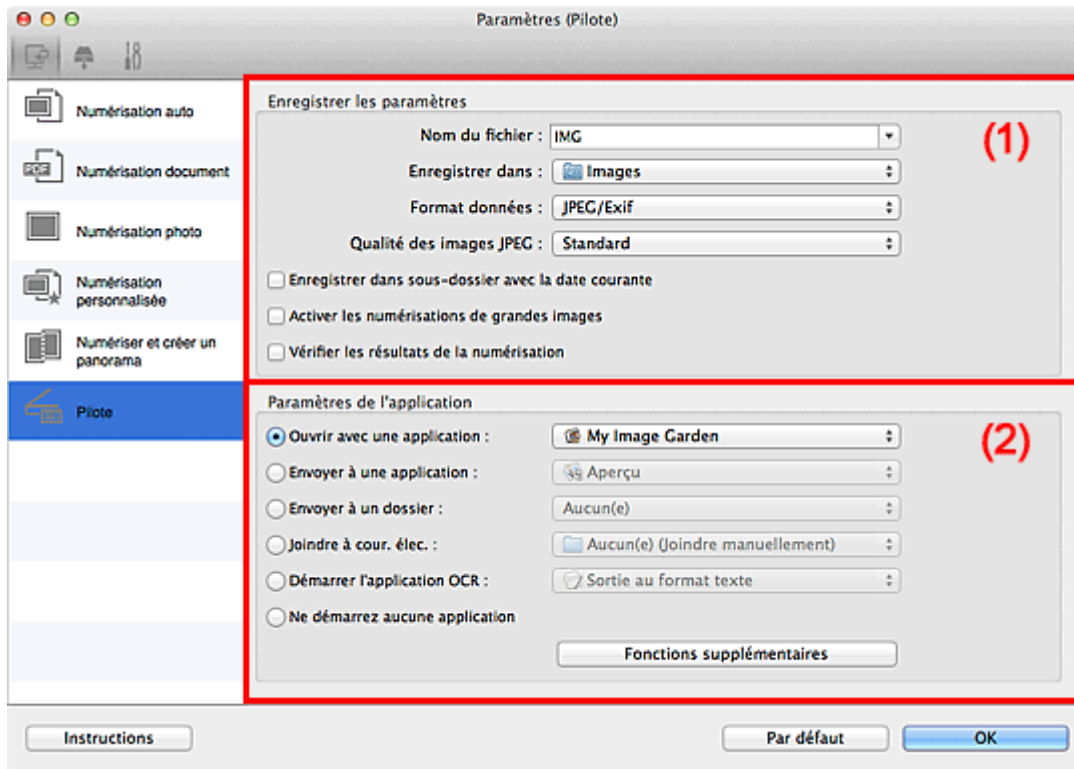 Paramètres (Pilote)
Numérisation auto
Numérisation document
Numérisation photo
Numérisation
personnalisée
Numériser et créer un
panorama
Pilote
Enregistrer les paramètres
(1)
Nom du fichier : IMG
Enregistrer dans : Images
Format données : JPEG/Exif
Qualité des images JPEG : Standard
Enregistrer dans sous-dossier avec la date courante
Activer les numérisations de grandes images
Vérifier les résultats de la numérisation
Paramètres de l'application
(2)
Ouvrir avec une application : My Image Garden
Envoyer à une application : Aperçu
Envoyer à un dossier : Aucun(e)
Joindre à cour. élec. : Aucun(e) (Joindre manuellement)
Démarrer l'application OCR : Sortie au format texte
Ne démarrez aucune application
Fonctions supplémentaires
Instructions
Par défaut
OK